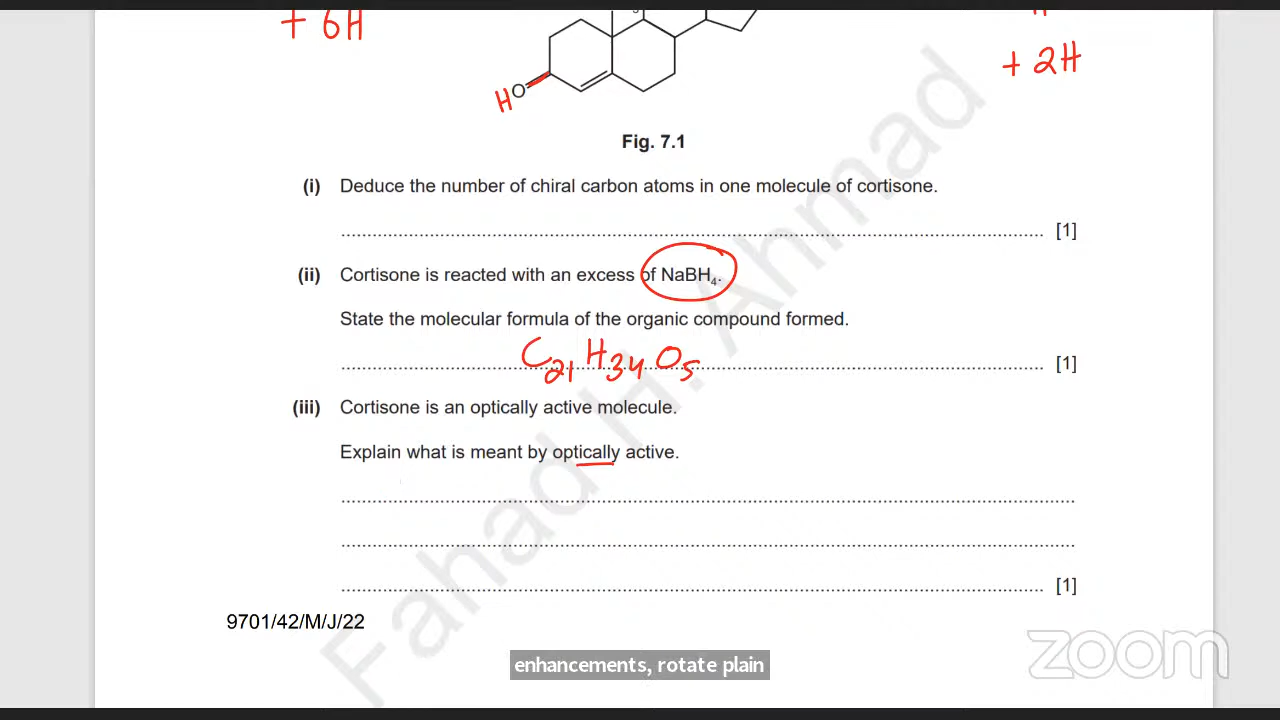 + 6H
+ 2H
HO
Fig. 7.1
(i) Deduce the number of chiral carbon atoms in one molecule of cortisone.
[1]
(ii) Cortisone is reacted with an excess of NaBH₄.
State the molecular formula of the organic compound formed.
C₂₁H₃₄O₅ [1]
(iii) Cortisone is an optically active molecule.
Explain what is meant by optically active.
[1]
9701/42/M/J/22
Fahad H. Ahmad
zoom
enhancements, rotate plain